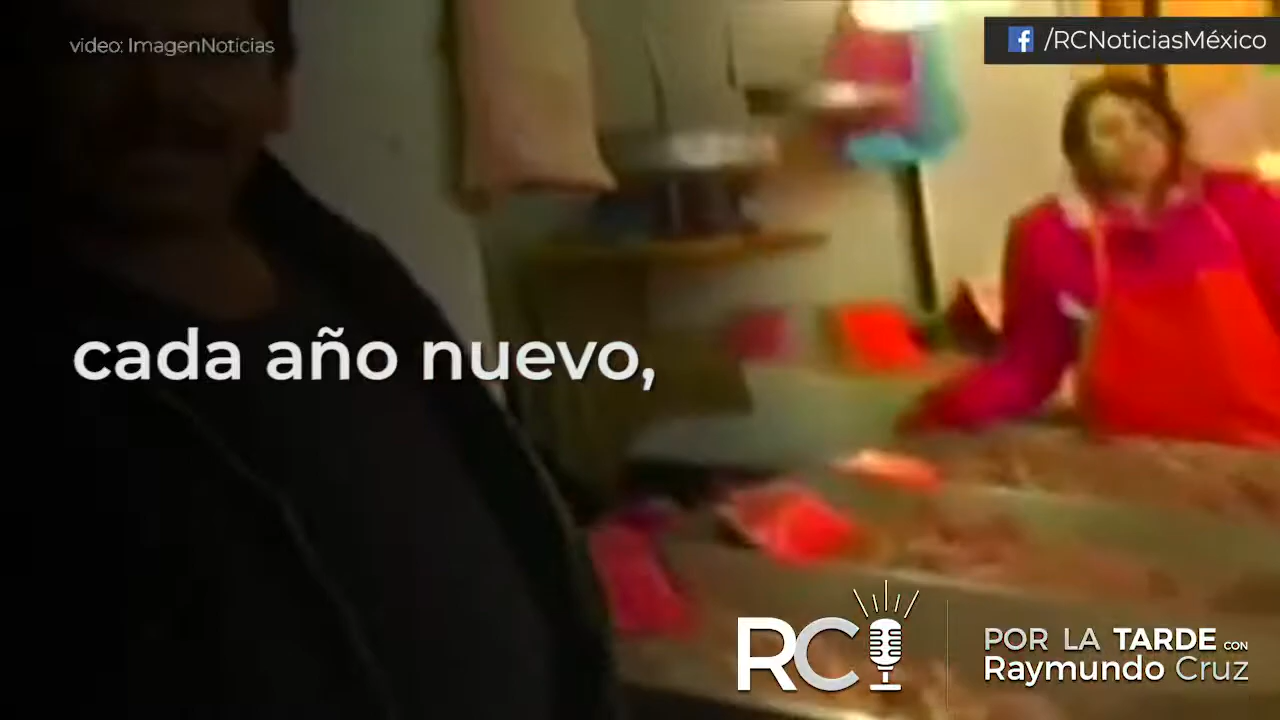 video: ImagenNoticias
f /RCNoticiasMéxico
cada año nuevo,
RC
POR LA TARDE CON
Raymundo Cruz